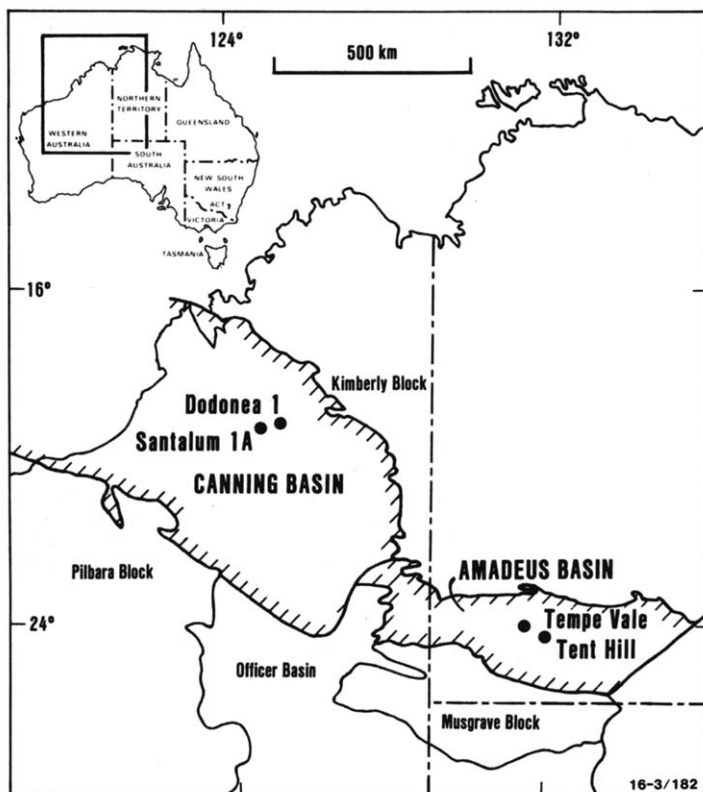 124°
132°
500 km
NORTHERN
TERRITORY
QUEENSLAND
WESTERN
AUSTRALIA
SOUTH
AUSTRALIA
NEW SOUTH
WALES
ACT
VICTORIA
TASMANIA
16°
Kimberly Block
Dodonea 1
Santalum 1A
CANNING BASIN
Pilbara Block
AMADEUS BASIN
Tempe Vale
24°
Tent Hill
Officer Basin
Musgrave Block
16-3/182